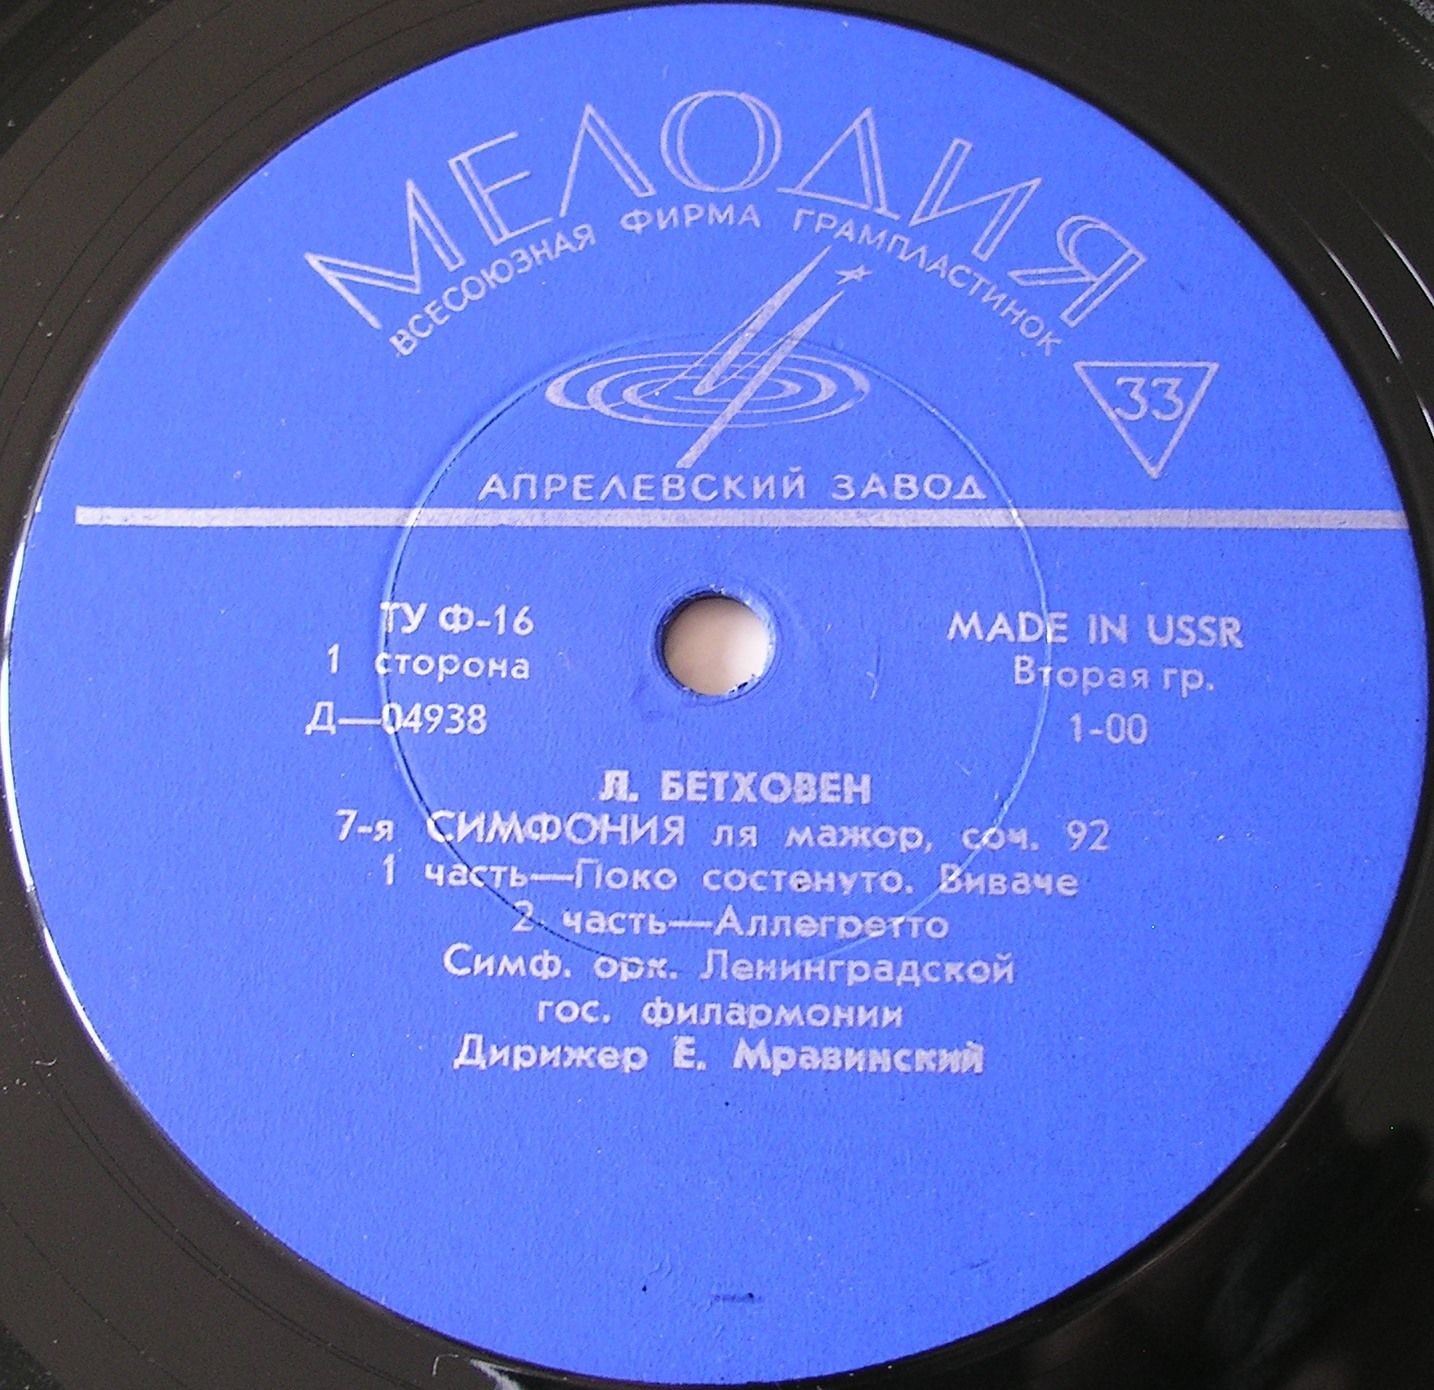 МЕЛОДИЯ
ВСЕСОЮЗНАЯ ФИРМА ГРАМПЛАСТИНОК
33
АПРЕЛЕВСКИЙ ЗАВОД
ТУ Ф-16
MADE IN USSR
1 сторона
Вторая гр.
Д—04938
1-00
Л. БЕТХОВЕН
7-я СИМФОНИЯ ля мажор, соч. 92
1 часть—Поко состенуто. Виваче
2 часть—Аллегретто
Симф. орк. Ленинградской
гос. филармонии
Дирижер Е. Мравинский